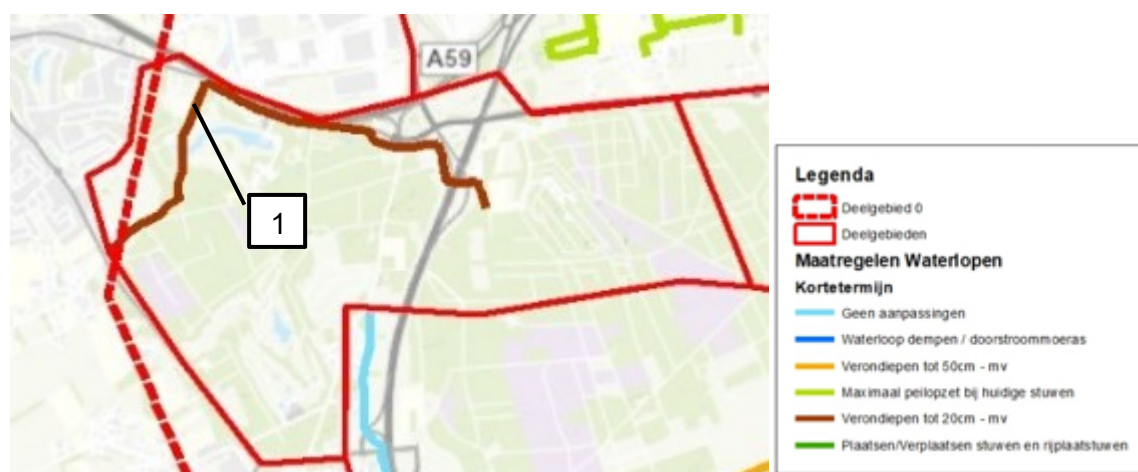 A59
1
Legenda
Deelgebied 0
Deelgebieden
Maatregelen Waterlopen
Kortetermijn
Geen aanpassingen
Waterloop dempen / doorstroommoeras
Verondiepen tot 50cm - mv
Maximaal peilopzet bij huidige stuwen
Verondiepen tot 20cm - mv
Plaatsen/Verplaatsen stuwen en rijplaatstuwen